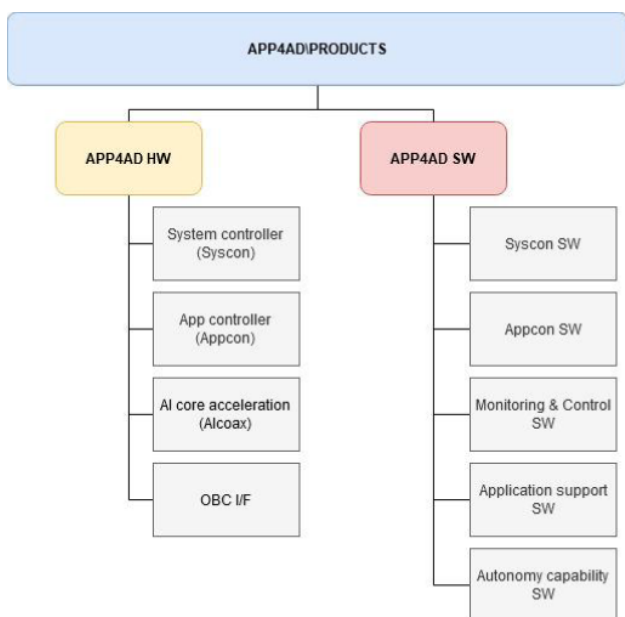 APP4AD\PRODUCTS
APP4AD HW
APP4AD SW
System controller
(Syscon)
App controller
(Appcon)
AI core acceleration
(AIcoax)
OBC I/F
Syscon SW
Appcon SW
Monitoring & Control
SW
Application support
SW
Autonomy capability
SW